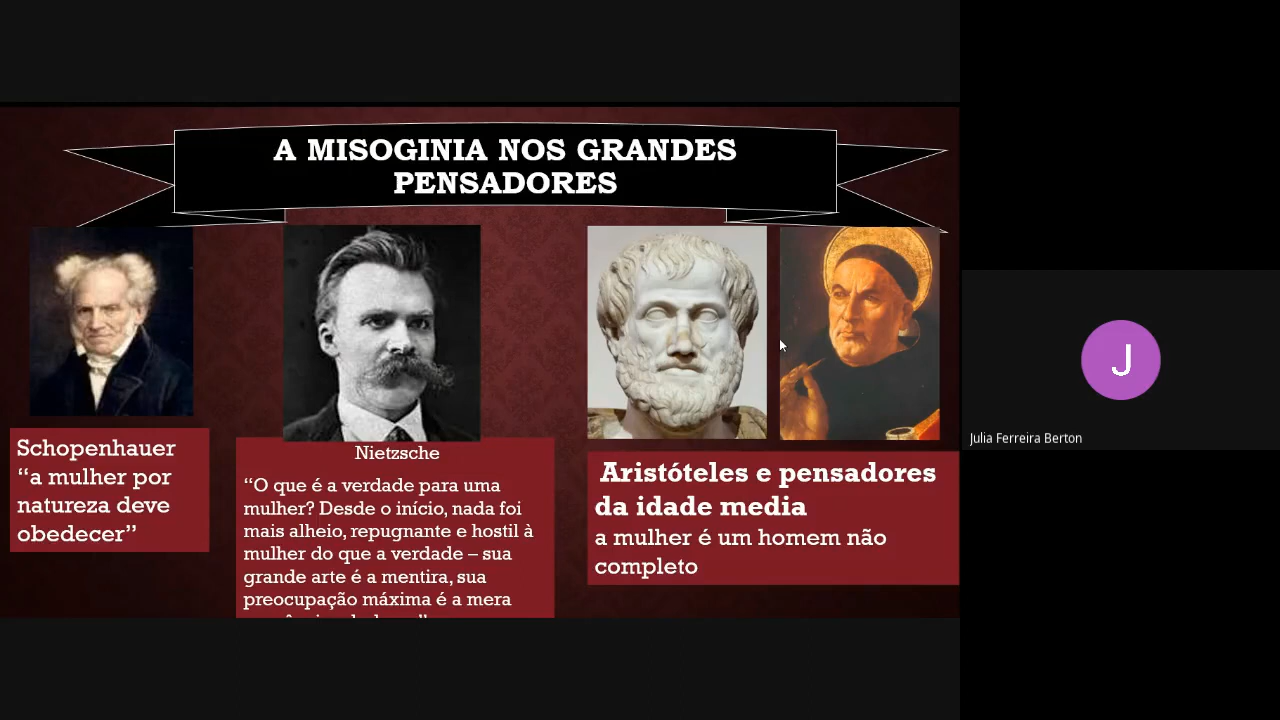 A MISOGINIA NOS GRANDES
PENSADORES
Schopenhauer
“a mulher por
natureza deve
obedecer”
Nietzsche
“O que é a verdade para uma
mulher? Desde o início, nada foi
mais alheio, repugnante e hostil à
mulher do que a verdade – sua
grande arte é a mentira, sua
preocupação máxima é a mera
Aristóteles e pensadores
da idade media
a mulher é um homem não
completo
J
Julia Ferreira Berton